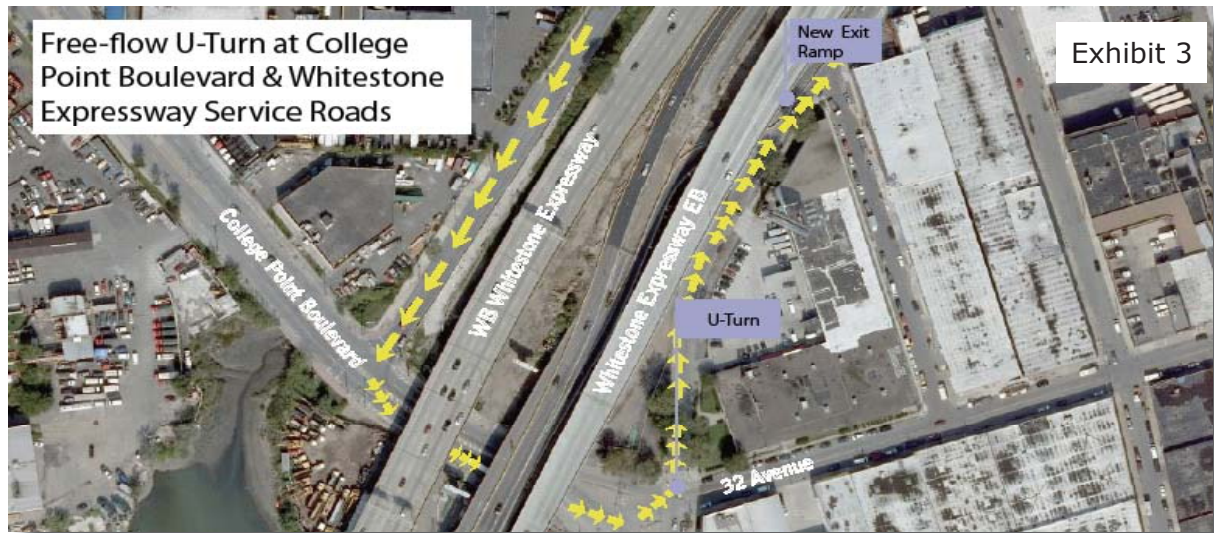 Free-flow U-Turn at College
Point Boulevard & Whitestone
Expressway Service Roads
New Exit
Ramp
Exhibit 3
College Point Boulevard
WB Whitestone Expressway
Whitestone Expressway EB
U-Turn
32 Avenue